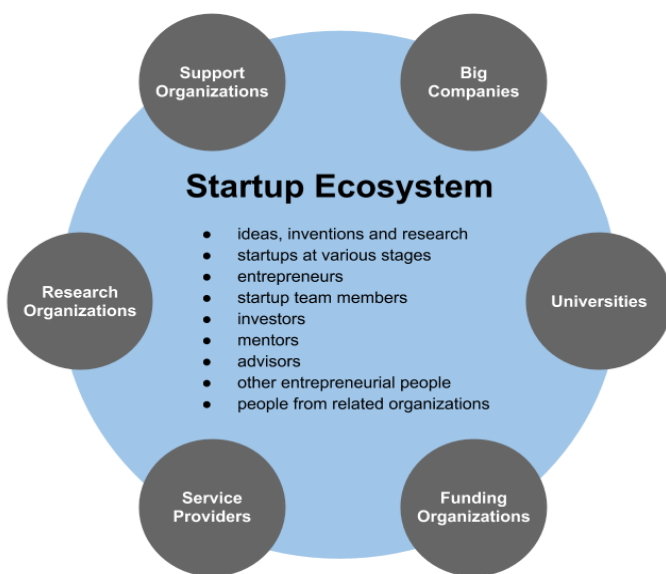 Support
Organizations
Big
Companies
Startup Ecosystem
● ideas, inventions and research
● startups at various stages
● entrepreneurs
● startup team members
● investors
● mentors
● advisors
● other entrepreneurial people
● people from related organizations
Research
Organizations
Universities
Service
Providers
Funding
Organizations